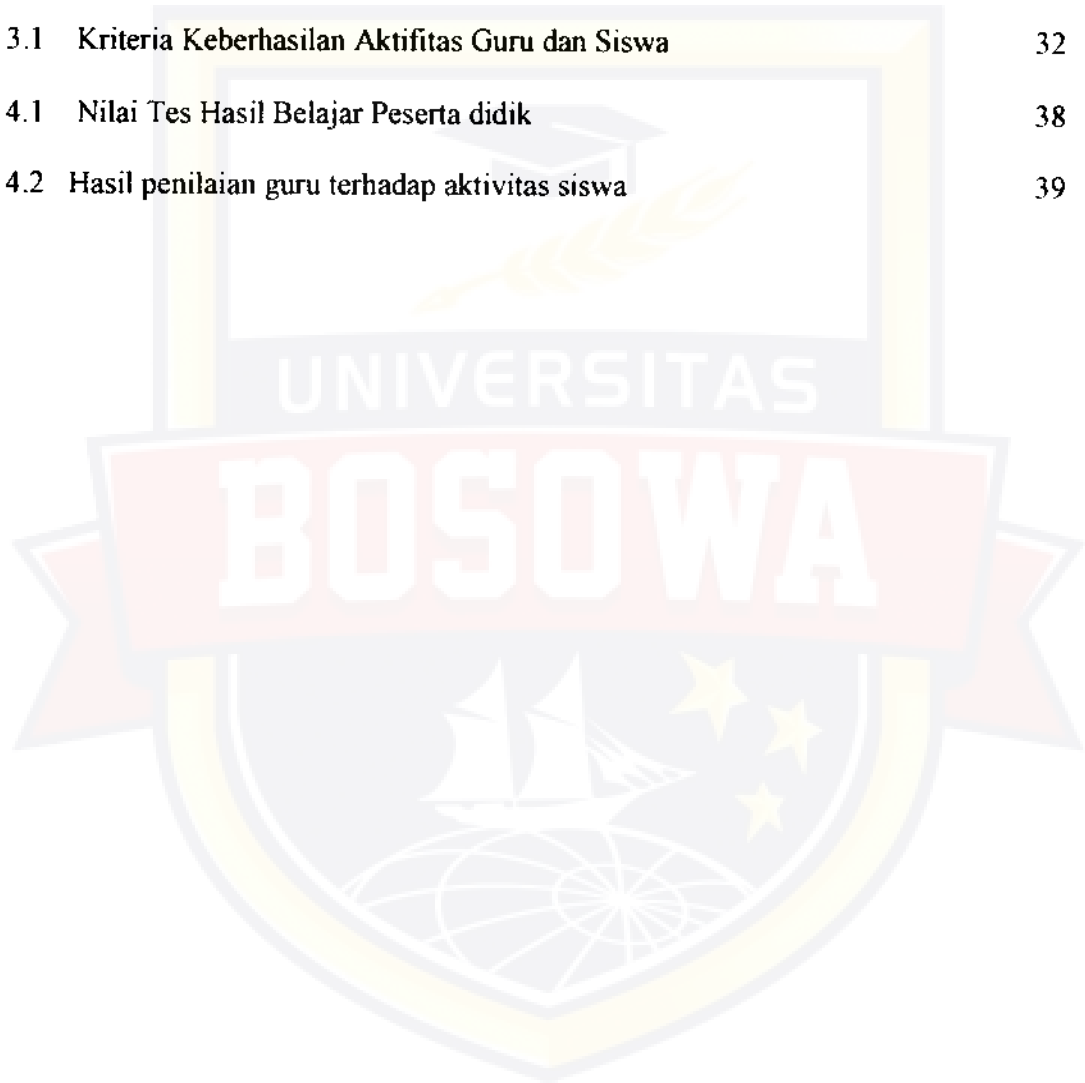 3.1 Kriteria Keberhasilan Aktifitas Guru dan Siswa 32
4.1 Nilai Tes Hasil Belajar Peserta didik 38
4.2 Hasil penilaian guru terhadap aktivitas siswa 39
UNIVERSITAS
BOSOWA